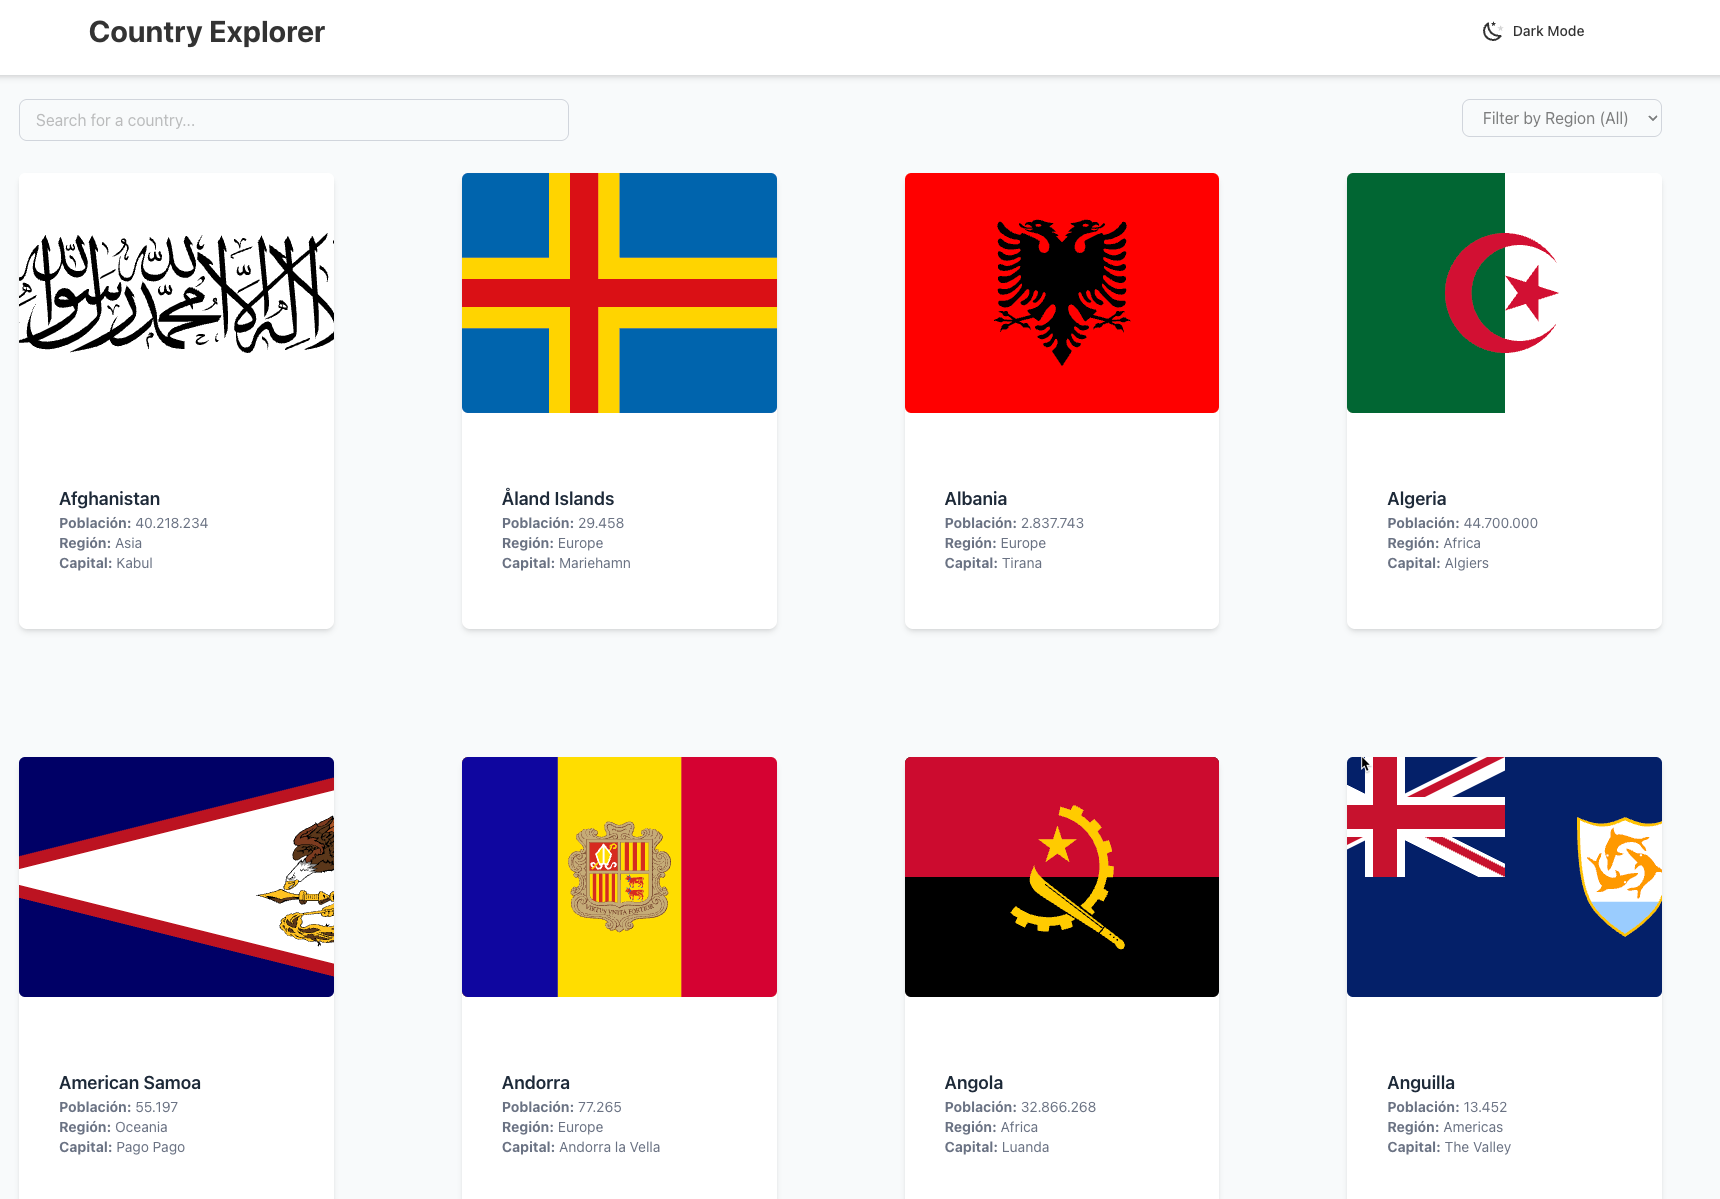 Country Explorer
Dark Mode
Search for a country...
Filter by Region (All)
لا إله إلا الله محمد رسول الله
Afghanistan
Población: 40.218.234
Región: Asia
Capital: Kabul
Åland Islands
Población: 29.458
Región: Europe
Capital: Mariehamn
Albania
Población: 2.837.743
Región: Europe
Capital: Tirana
Algeria
Población: 44.700.000
Región: Africa
Capital: Algiers
VIRTVS VNITA FORTIOR
American Samoa
Población: 55.197
Región: Oceania
Capital: Pago Pago
Andorra
Población: 77.265
Región: Europe
Capital: Andorra la Vella
Angola
Población: 32.866.268
Región: Africa
Capital: Luanda
Anguilla
Población: 13.452
Región: Americas
Capital: The Valley